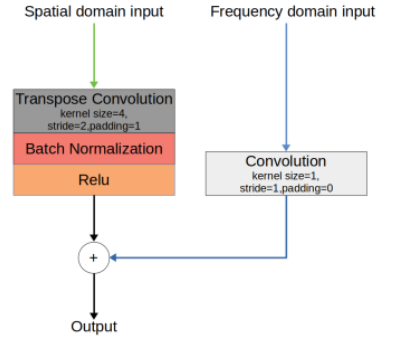 Spatial domain input
Frequency domain input
Transpose Convolution
kernel size=4,
stride=2,padding=1
Batch Normalization
Relu
Convolution
kernel size=1,
stride=1,padding=0
+
Output